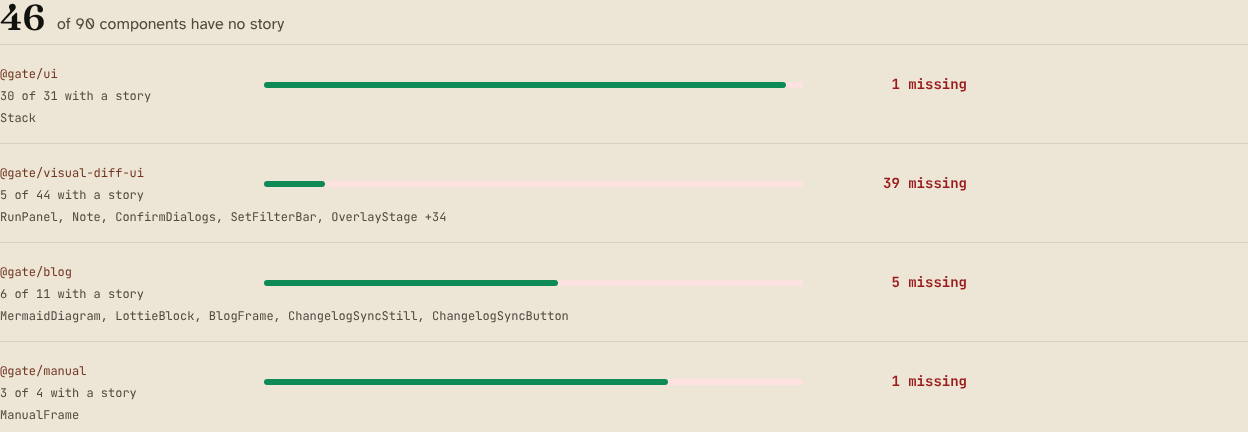 46 of 90 components have no story
@gate/ui
30 of 31 with a story
1 missing
Stack
@gate/visual-diff-ui
5 of 44 with a story
39 missing
RunPanel, Note, ConfirmDialogs, SetFilterBar, OverlayStage +34
@gate/blog
6 of 11 with a story
5 missing
MermaidDiagram, LottieBlock, BlogFrame, ChangelogSyncStill, ChangelogSyncButton
@gate/manual
3 of 4 with a story
1 missing
ManualFrame